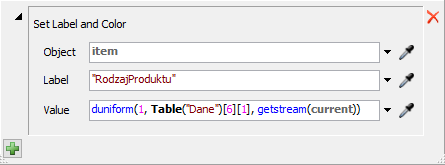 Set Label and Color
Object item
Label "RodzajProduktu"
Value duniform(1, Table("Dane")[6][1], getstream(current))